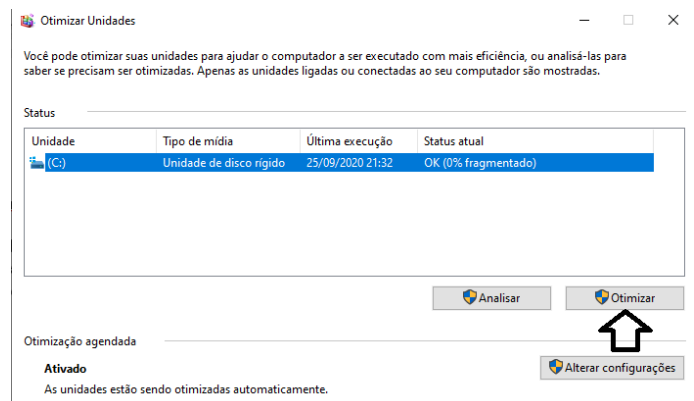 Otimizar Unidades
Você pode otimizar suas unidades para ajudar o computador a ser executado com mais eficiência, ou analisá-las para
saber se precisam ser otimizadas. Apenas as unidades ligadas ou conectadas ao seu computador são mostradas.
Status
Unidade Tipo de mídia Última execução Status atual
(C:) Unidade de disco rígido 25/09/2020 21:32 OK (0% fragmentado)
Analisar Otimizar
Otimização agendada
Ativado Alterar configurações
As unidades estão sendo otimizadas automaticamente.